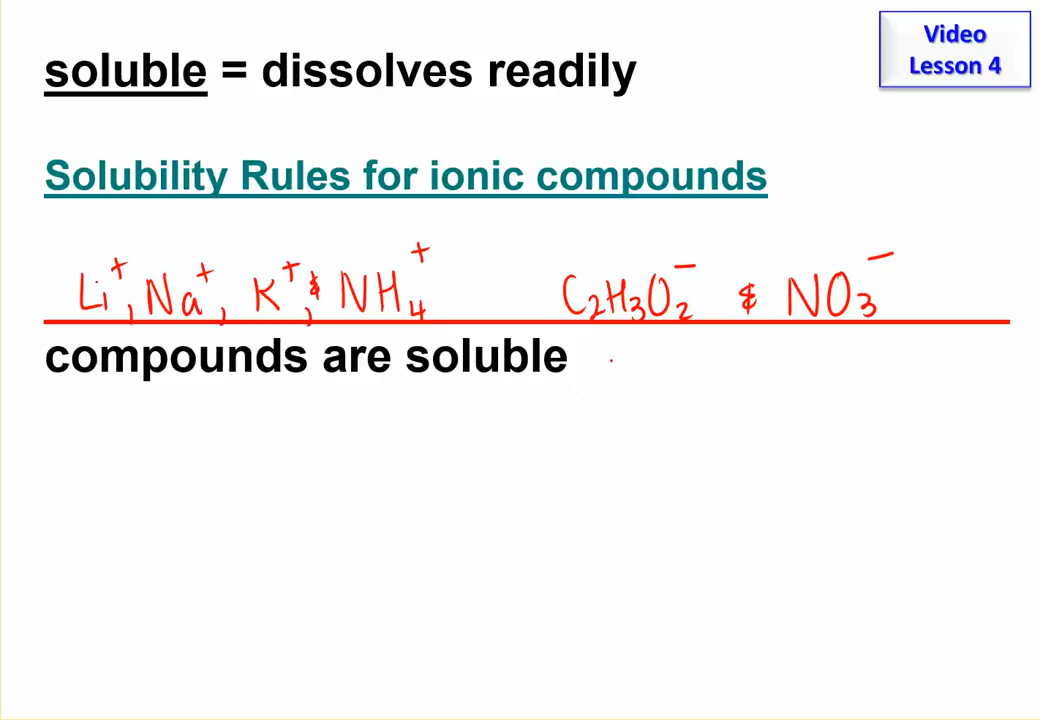 soluble = dissolves readily
Video
Lesson 4
Solubility Rules for ionic compounds
Li⁺, Na⁺, K⁺, & NH₄⁺ C₂H₃O₂⁻ & NO₃⁻
compounds are soluble